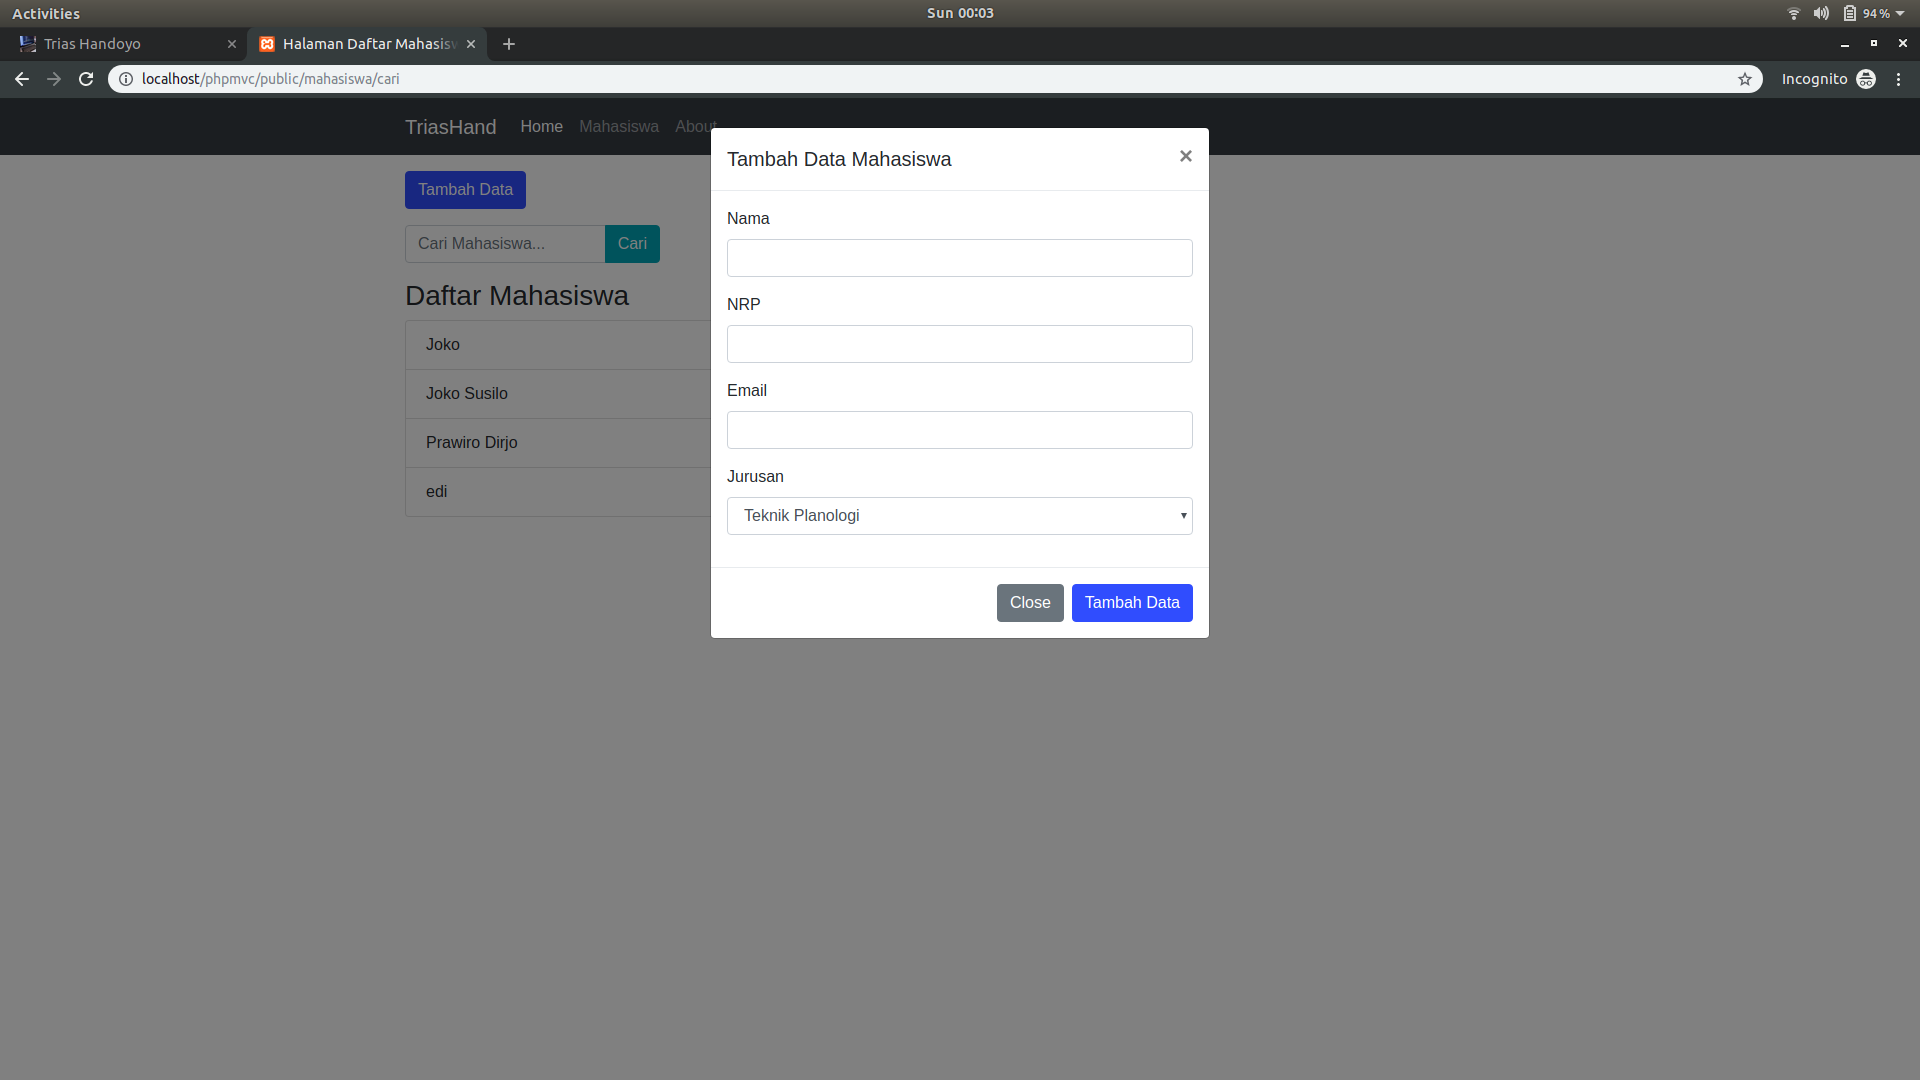 Activities
Sun 00:03
94 %
Trias Handoyo
Halaman Daftar Mahasisw
localhost/phpmvc/public/mahasiswa/cari
Incognito
TriasHand
Home
Mahasiswa
About
Tambah Data
Cari Mahasiswa...
Cari
Daftar Mahasiswa
Joko
Joko Susilo
Prawiro Dirjo
edi
Tambah Data Mahasiswa
Nama
NRP
Email
Jurusan
Teknik Planologi
Close
Tambah Data